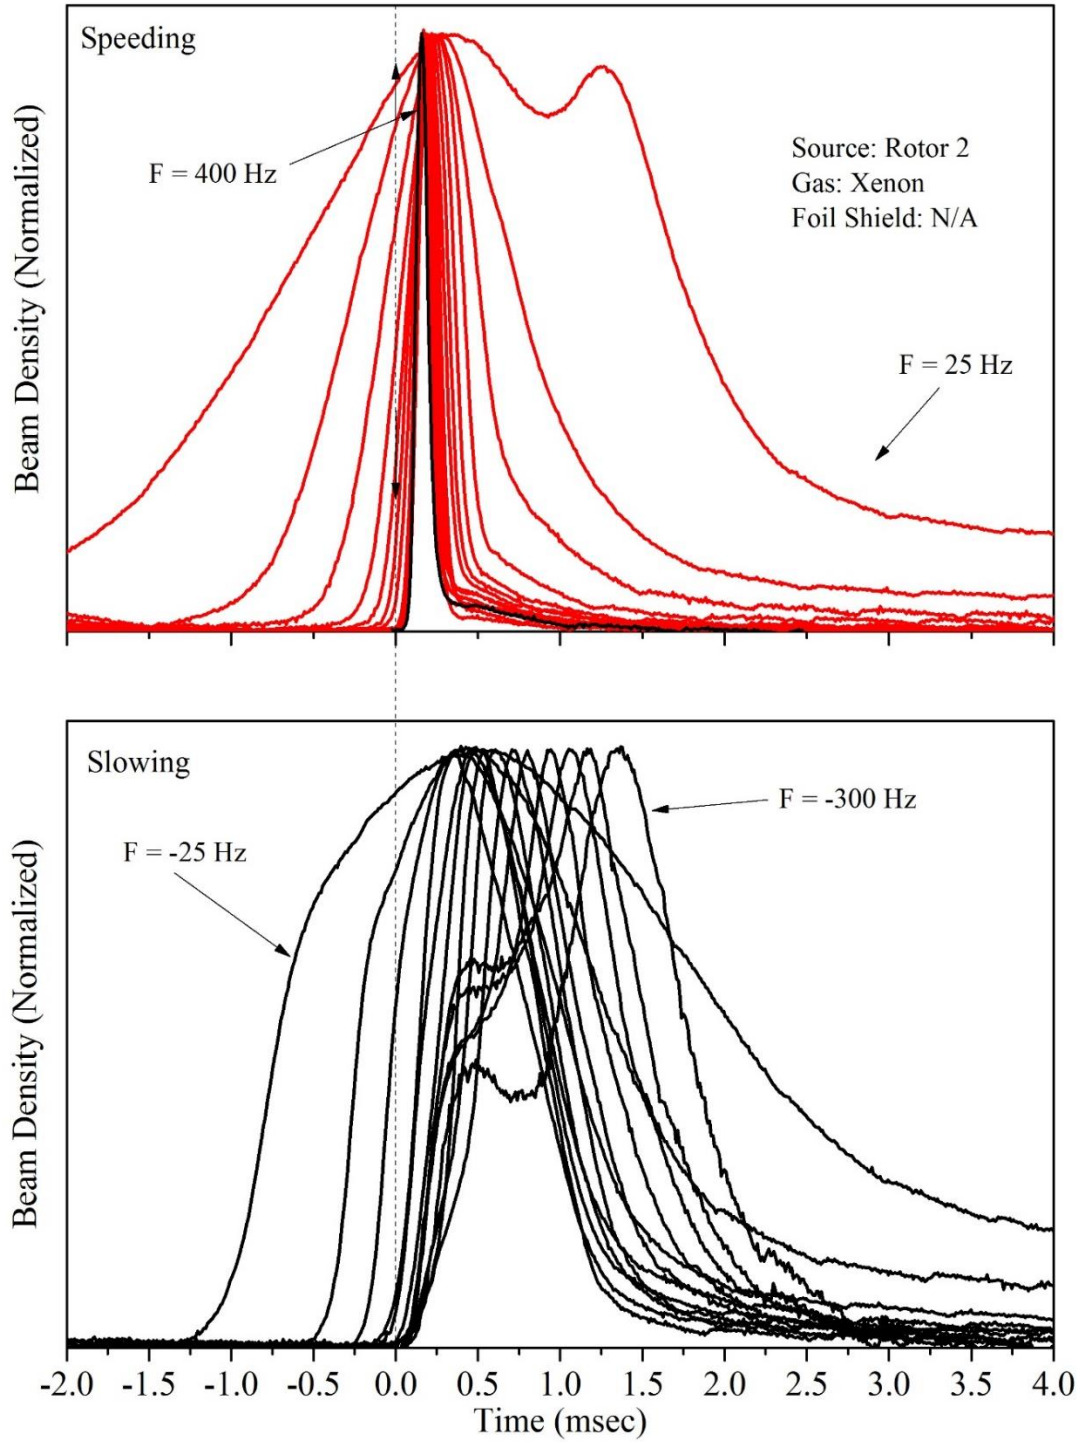 Speeding
F = 400 Hz
Source: Rotor 2
Gas: Xenon
Foil Shield: N/A
F = 25 Hz
Beam Density (Normalized)
Slowing
F = -300 Hz
F = -25 Hz
Beam Density (Normalized)
-2.0 -1.5 -1.0 -0.5 0.0 0.5 1.0 1.5 2.0 2.5 3.0 3.5 4.0
Time (msec)